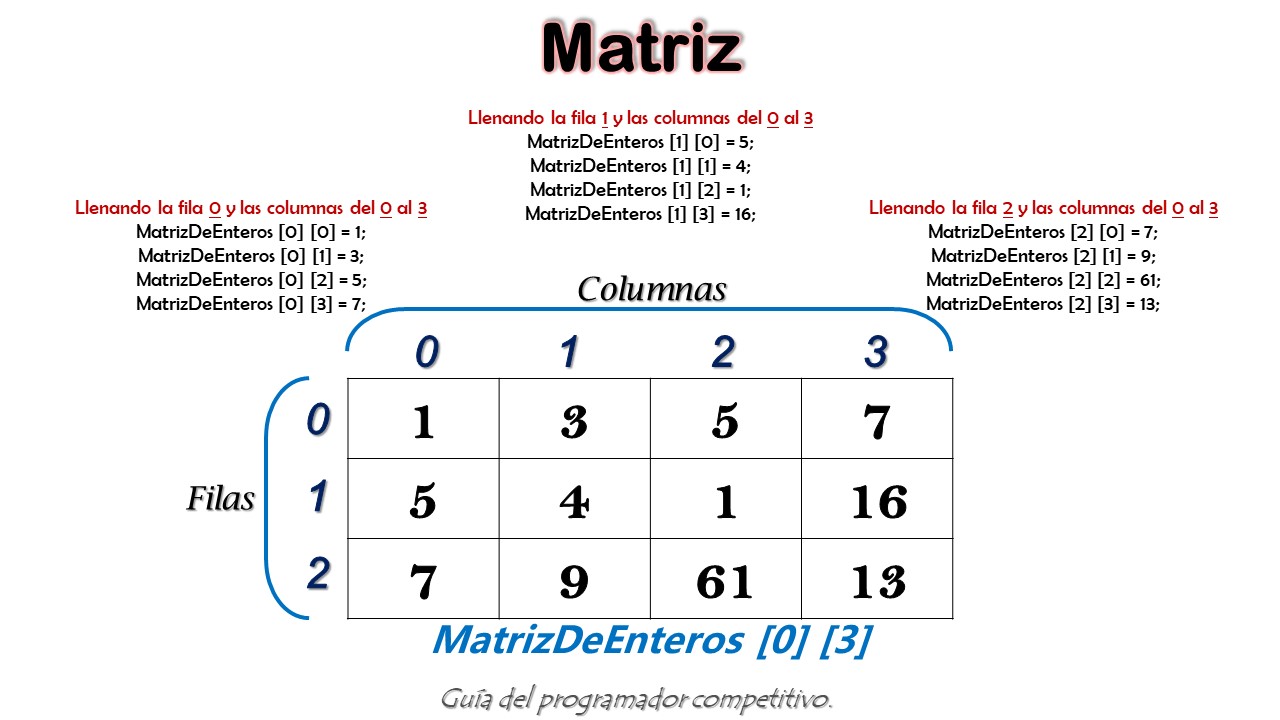 Matriz
Llenando la fila 1 y las columnas del 0 al 3
MatrizDeEnteros [1] [0] = 5;
MatrizDeEnteros [1] [1] = 4;
MatrizDeEnteros [1] [2] = 1;
MatrizDeEnteros [1] [3] = 16;
Llenando la fila 0 y las columnas del 0 al 3
MatrizDeEnteros [0] [0] = 1;
MatrizDeEnteros [0] [1] = 3;
MatrizDeEnteros [0] [2] = 5;
MatrizDeEnteros [0] [3] = 7;
Llenando la fila 2 y las columnas del 0 al 3
MatrizDeEnteros [2] [0] = 7;
MatrizDeEnteros [2] [1] = 9;
MatrizDeEnteros [2] [2] = 61;
MatrizDeEnteros [2] [3] = 13;
Columnas
0 1 2 3
Filas
0 1 3 5 7
1 5 4 1 16
2 7 9 61 13
MatrizDeEnteros [0] [3]
Guía del programador competitivo.